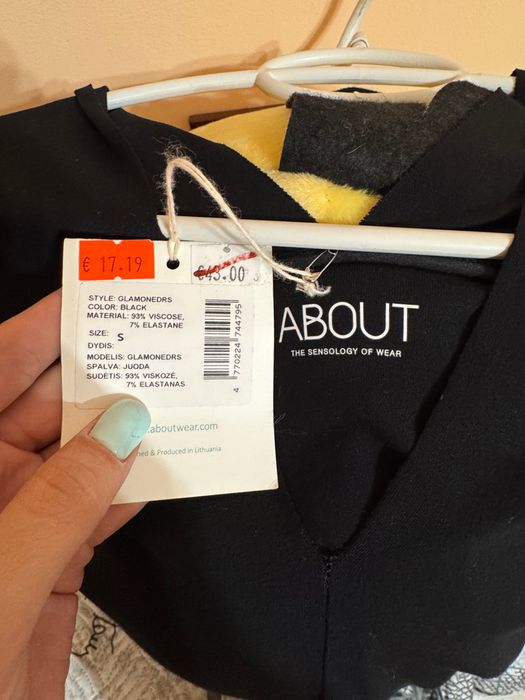 € 17.19
€43.00
STYLE: GLAMONEDRS
COLOR: BLACK
MATERIAL: 93% VISCOSE,
7% ELASTANE
SIZE: S
DYDIS:
MODELIS: GLAMONEDRS
SPALVA: JUODA
SUDĖTIS: 93% VISKOZĖ,
7% ELASTANAS
4 770224 744795
.aboutwear.com
& Produced in Lithuania
ABOUT
THE SENSOLOGY OF WEAR